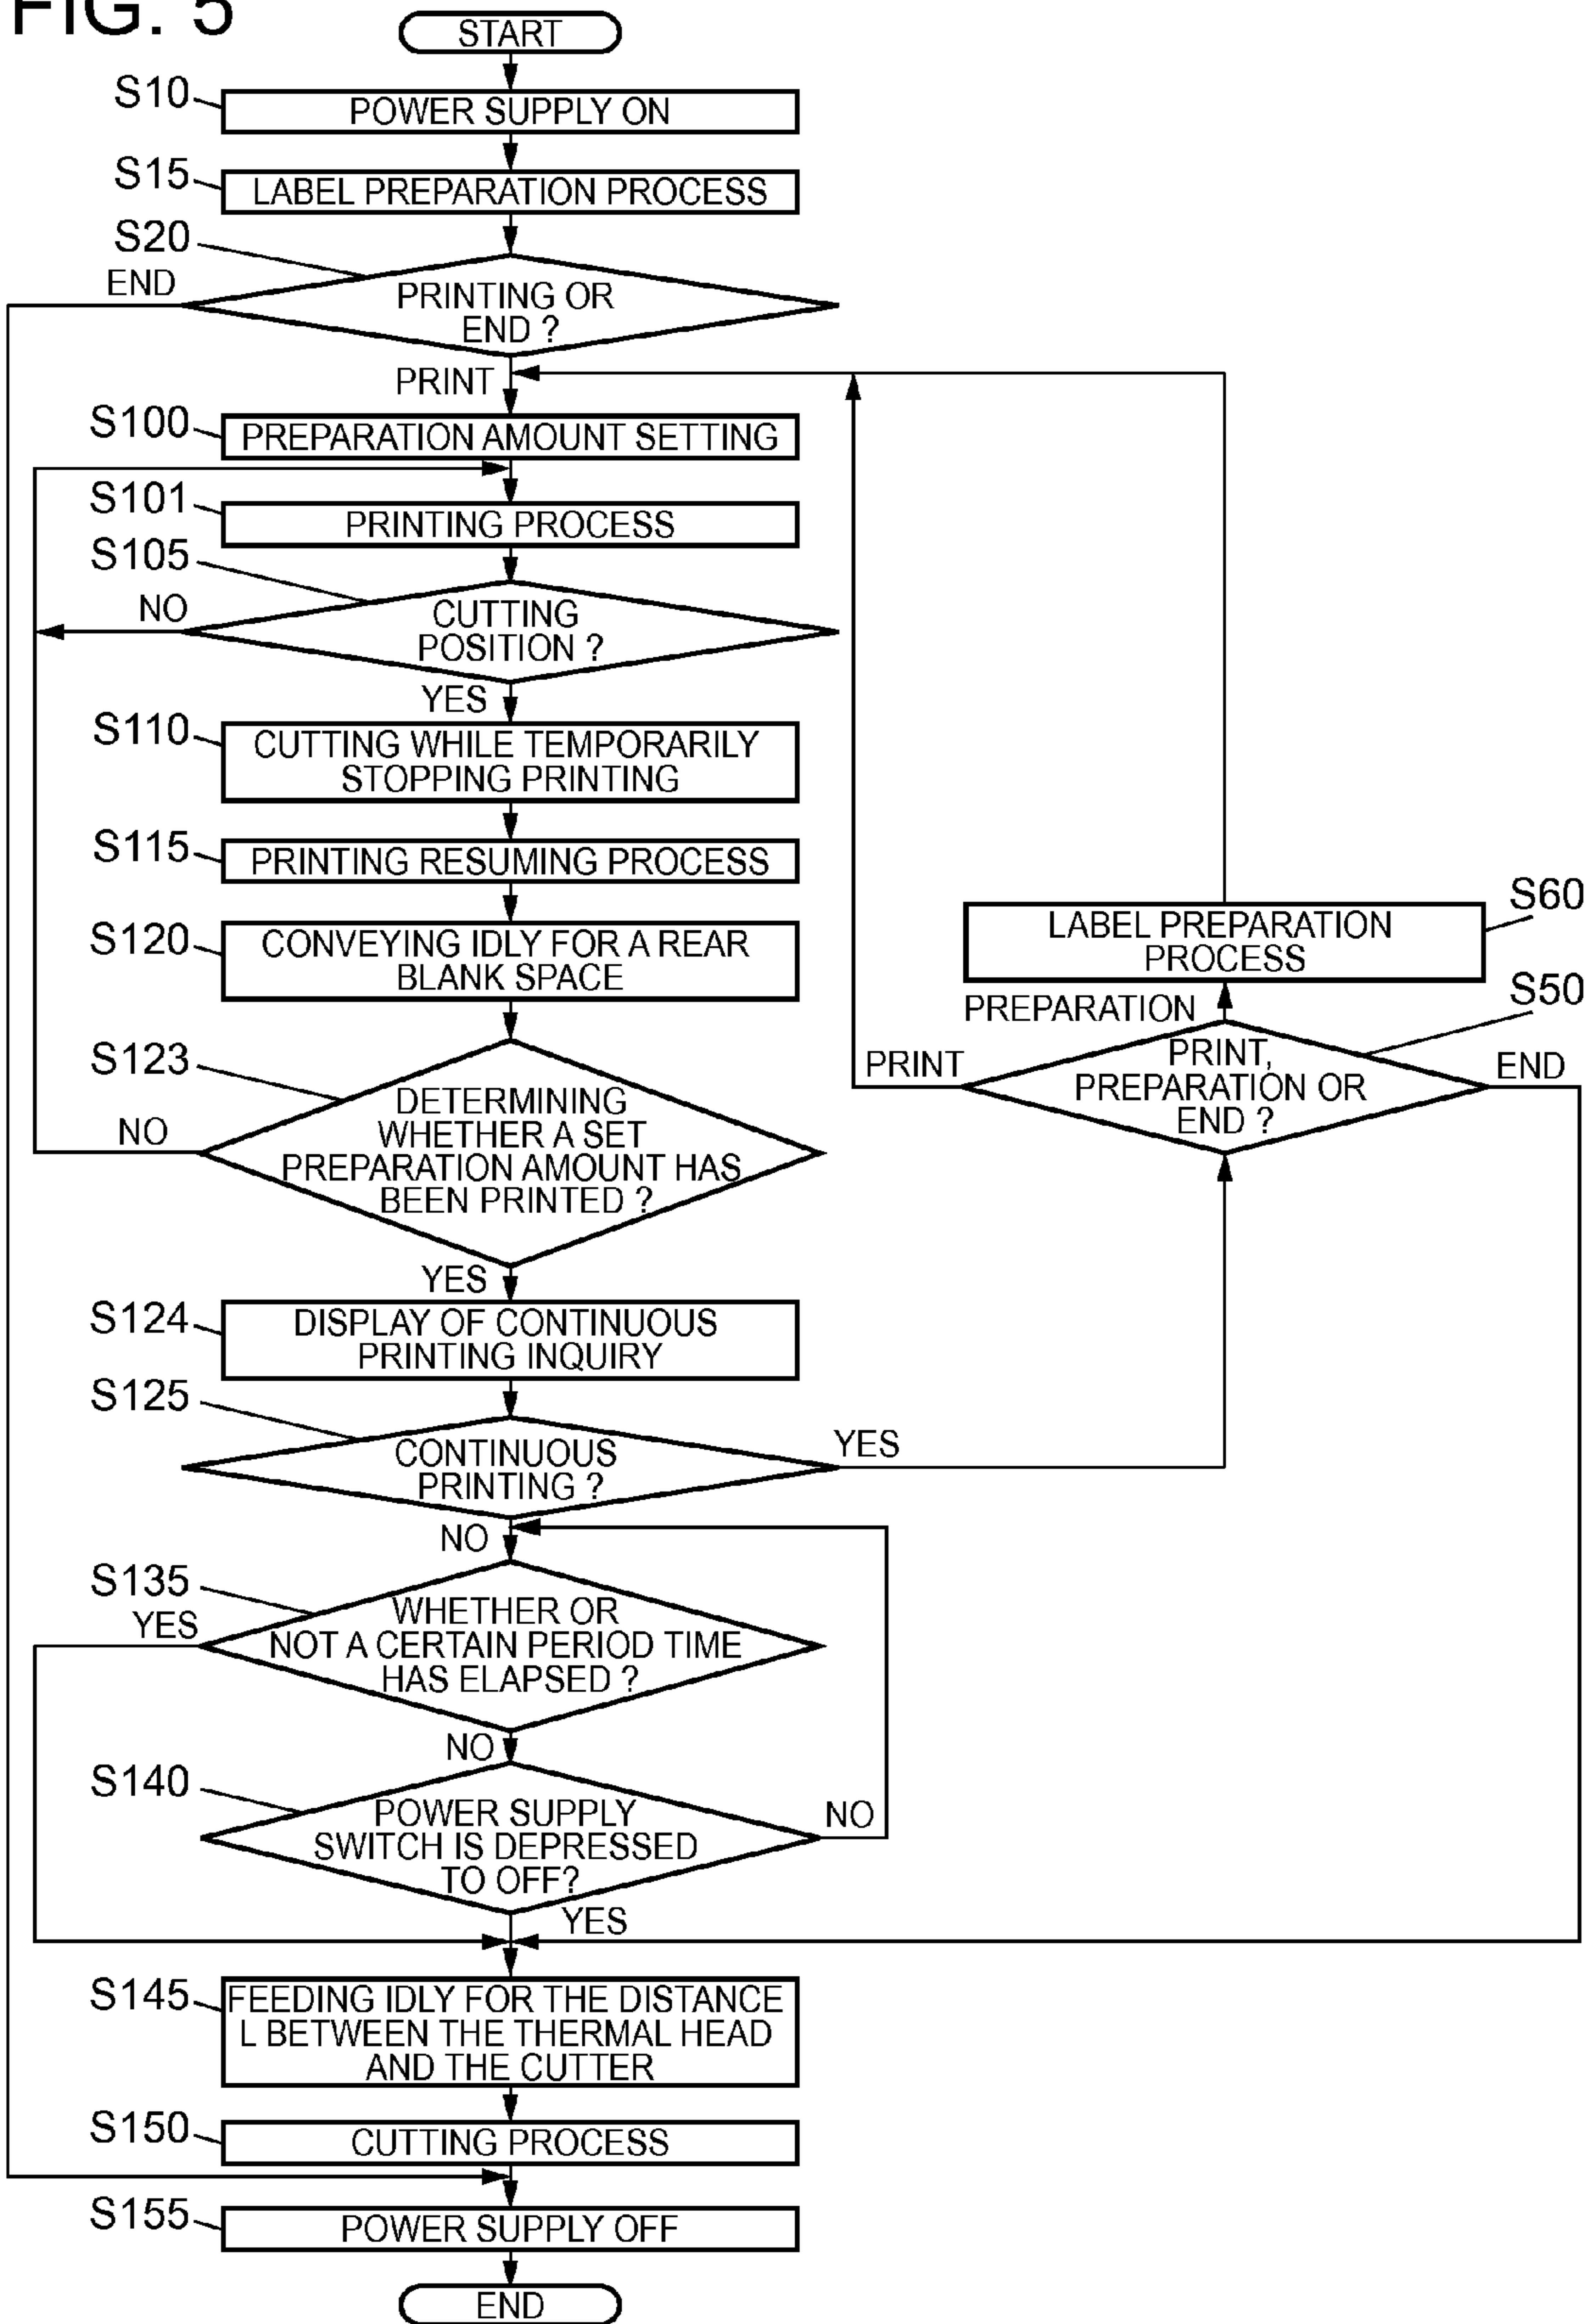 FIG. 5
START
S10
POWER SUPPLY ON
S15
LABEL PREPARATION PROCESS
S20
END
PRINTING OR
END ?
PRINT
S100
PREPARATION AMOUNT SETTING
S101
PRINTING PROCESS
S105
NO
CUTTING
POSITION ?
YES
S110
CUTTING WHILE TEMPORARILY
STOPPING PRINTING
S115
PRINTING RESUMING PROCESS
S120
CONVEYING IDLY FOR A REAR
BLANK SPACE
S123
NO
DETERMINING
WHETHER A SET
PREPARATION AMOUNT HAS
BEEN PRINTED ?
YES
S124
DISPLAY OF CONTINUOUS
PRINTING INQUIRY
S125
CONTINUOUS
PRINTING ?
YES
S60
LABEL PREPARATION
PROCESS
S50
PREPARATION
PRINT
PRINT,
PREPARATION OR
END ?
END
NO
S135
YES
WHETHER OR
NOT A CERTAIN PERIOD TIME
HAS ELAPSED ?
NO
S140
POWER SUPPLY
SWITCH IS DEPRESSED
TO OFF?
NO
YES
S145
FEEDING IDLY FOR THE DISTANCE
L BETWEEN THE THERMAL HEAD
AND THE CUTTER
S150
CUTTING PROCESS
S155
POWER SUPPLY OFF
END